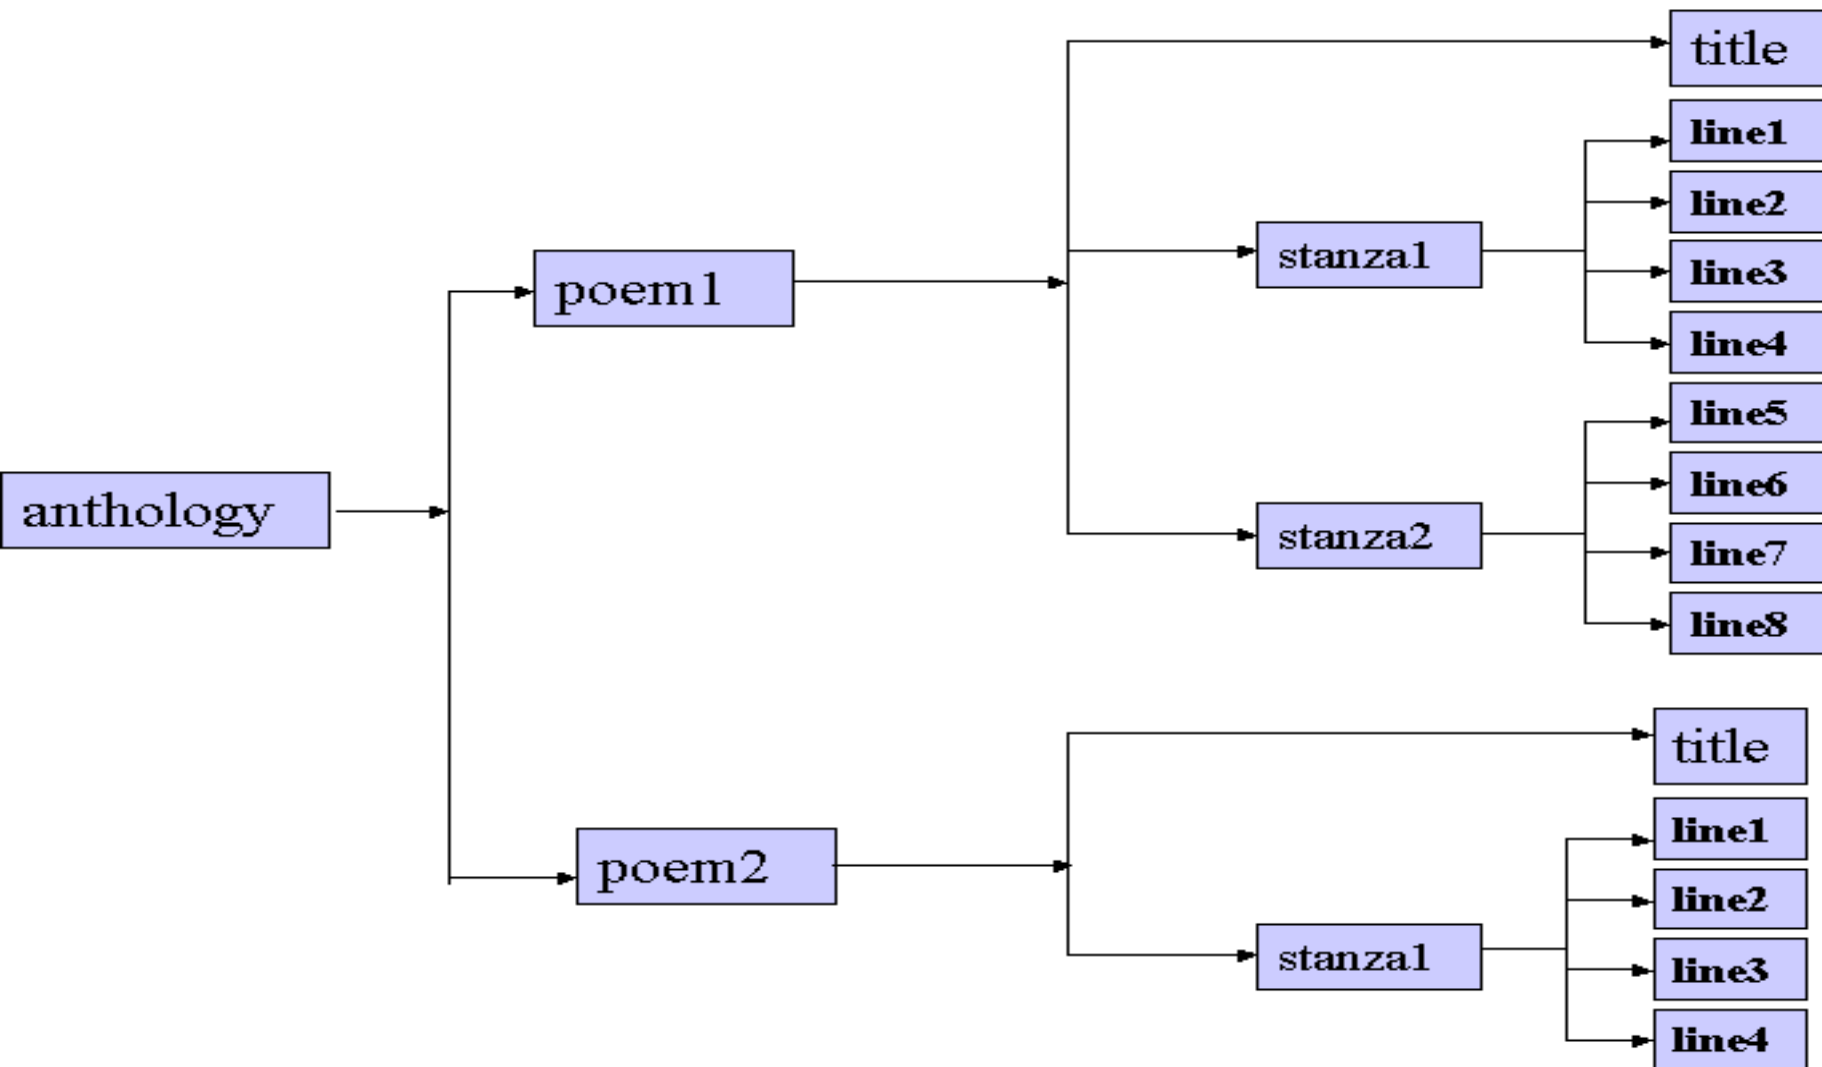 title
line1
line2
stanza1
line3
poem1
line4
line5
line6
anthology
stanza2
line7
line8
title
line1
poem2
line2
stanza1
line3
line4